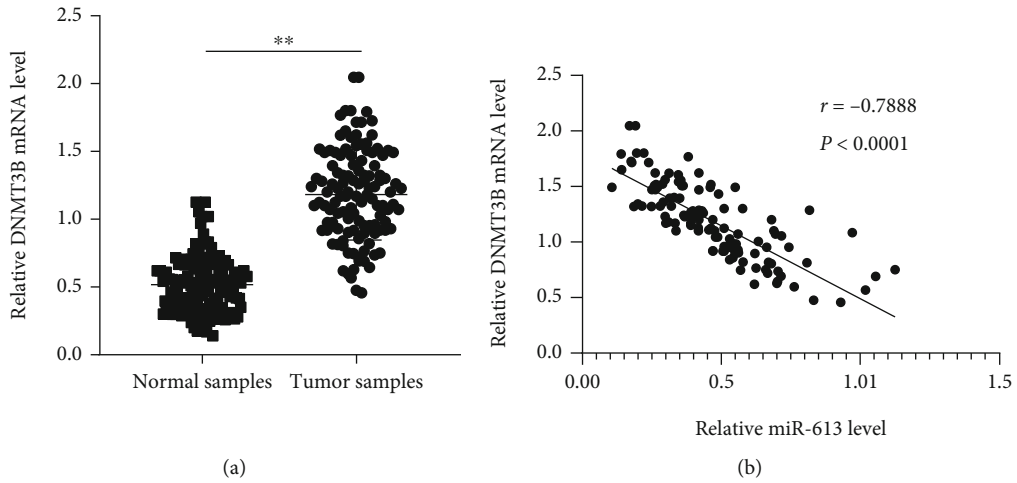 Relative DNMT3B mRNA level
2.5
2.0
1.5
1.0
0.5
0.0
**
Normal samples
Tumor samples
(a)
Relative DNMT3B mRNA level
2.5
2.0
1.5
1.0
0.5
0.0
r = –0.7888
P < 0.0001
0.00
0.5
1.01
1.5
Relative miR-613 level
(b)